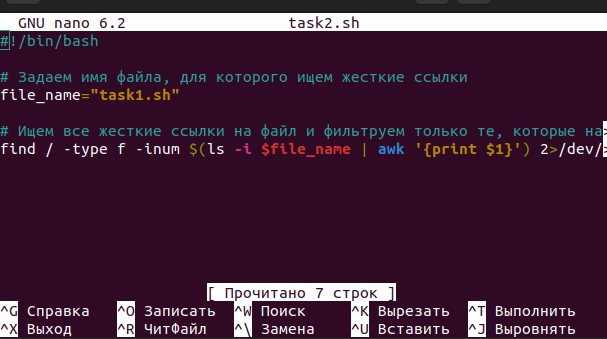 GNU nano 6.2 task2.sh
#!/bin/bash
# Задаем имя файла, для которого ищем жесткие ссылки
file_name="task1.sh"
# Ищем все жесткие ссылки на файл и фильтруем только те, которые на>
find / -type f -inum $(ls -i $file_name | awk '{print $1}') 2>/dev/>
[ Прочитано 7 строк ]
^G Справка ^O Записать ^W Поиск ^K Вырезать ^T Выполнить
^X Выход ^R ЧитФайл ^\ Замена ^U Вставить ^J Выровнять